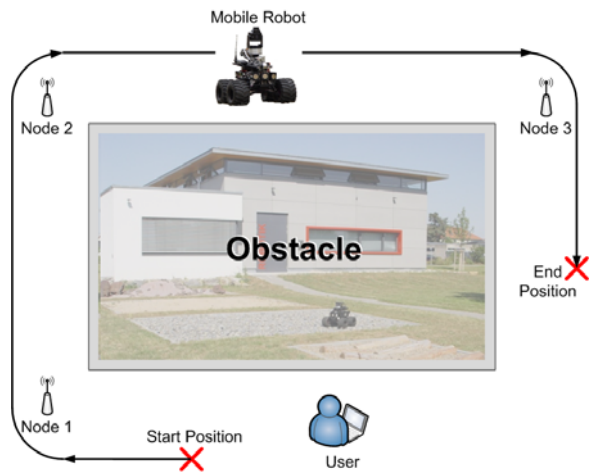 Mobile Robot
Node 2
Node 3
Obstacle
End
Position
Node 1
Start Position
User